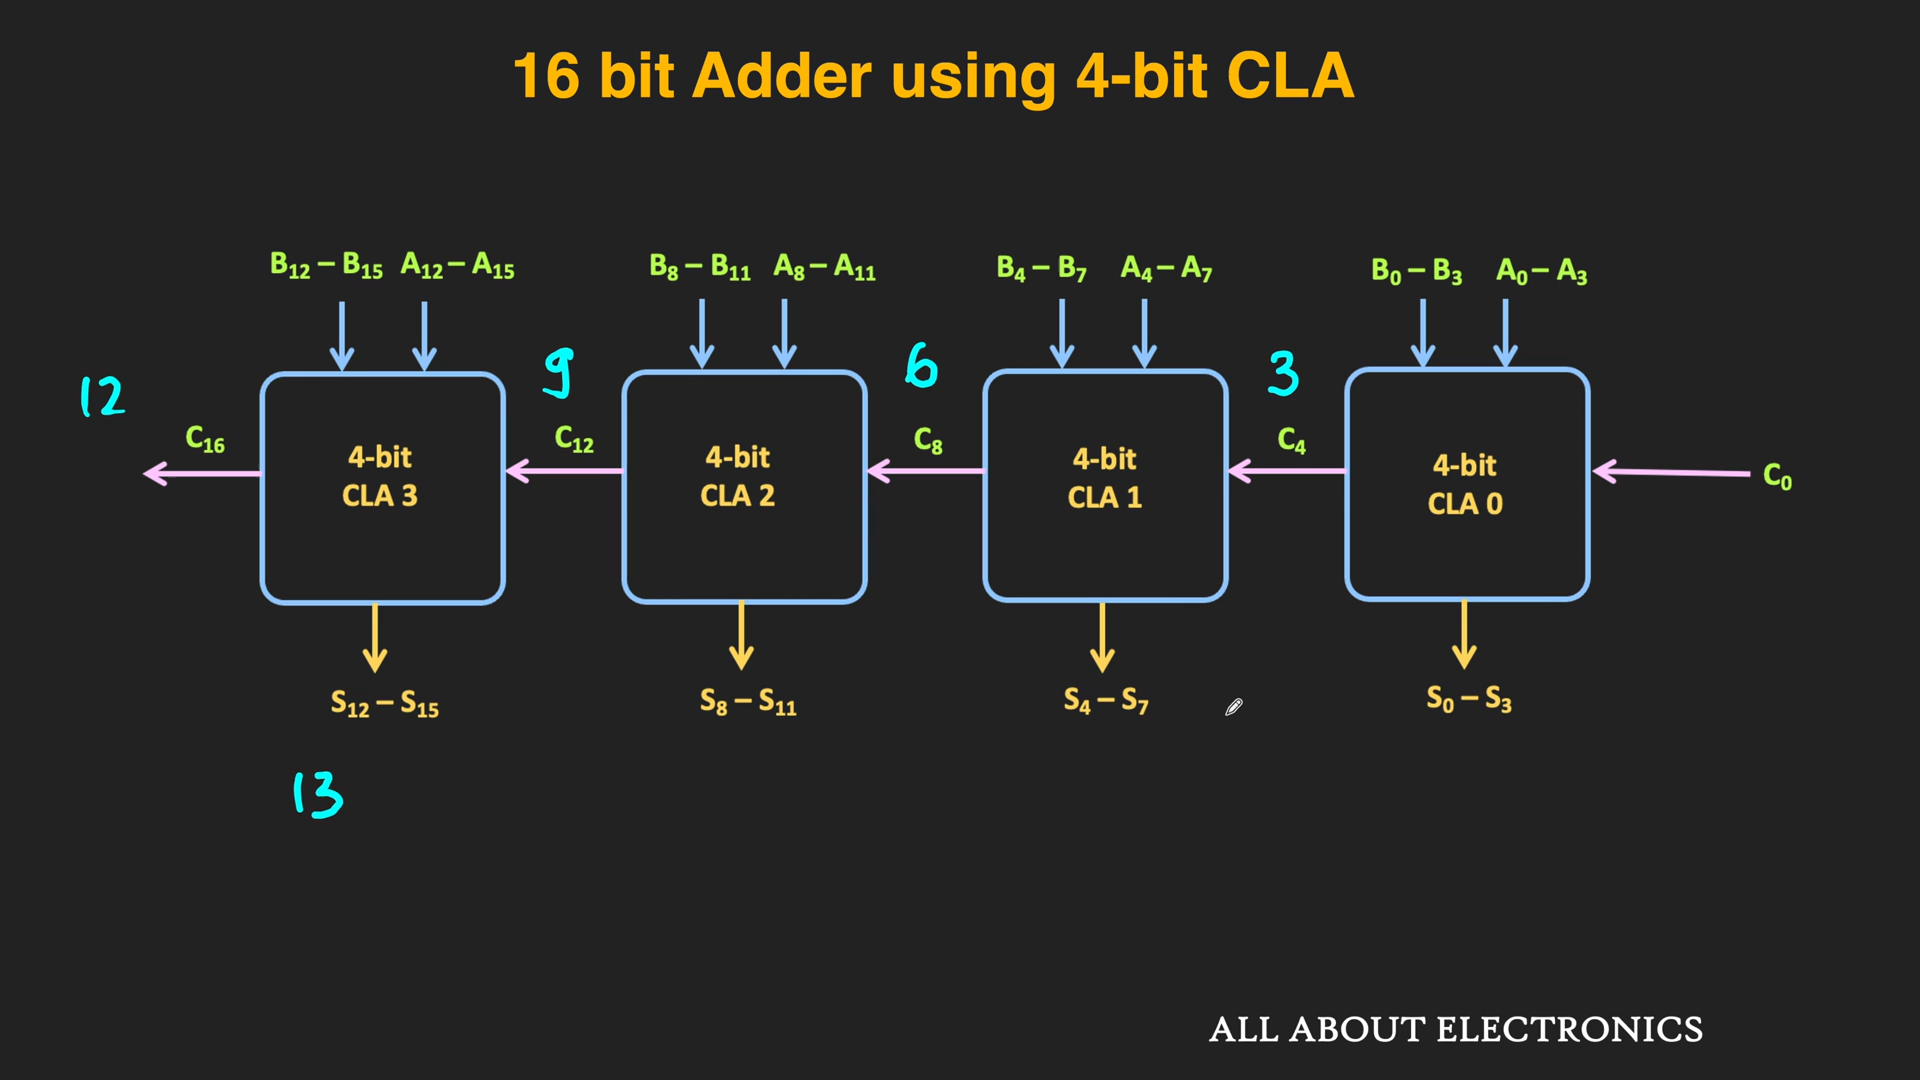 16 bit Adder using 4-bit CLA
B₁₂ – B₁₅ A₁₂ – A₁₅ B₈ – B₁₁ A₈ – A₁₁ B₄ – B₇ A₄ – A₇ B₀ – B₃ A₀ – A₃
12 9 6 3
C₁₆ C₁₂ C₈ C₄ C₀
4-bit 4-bit 4-bit 4-bit
CLA 3 CLA 2 CLA 1 CLA 0
S₁₂ – S₁₅ S₈ – S₁₁ S₄ – S₇ S₀ – S₃
13
ALL ABOUT ELECTRONICS